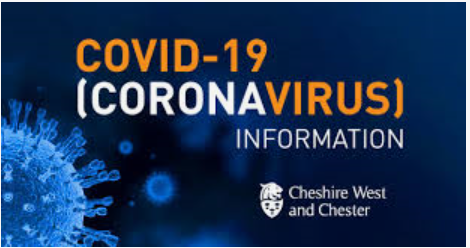 COVID-19
(CORONAVIRUS)
INFORMATION
Cheshire West
and Chester